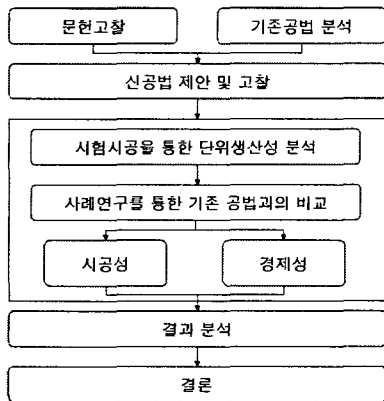 문헌고찰
기존공법 분석
신공법 제안 및 고찰
시험시공을 통한 단위생산성 분석
사례연구를 통한 기존 공법과의 비교
시공성
경제성
결과 분석
결론